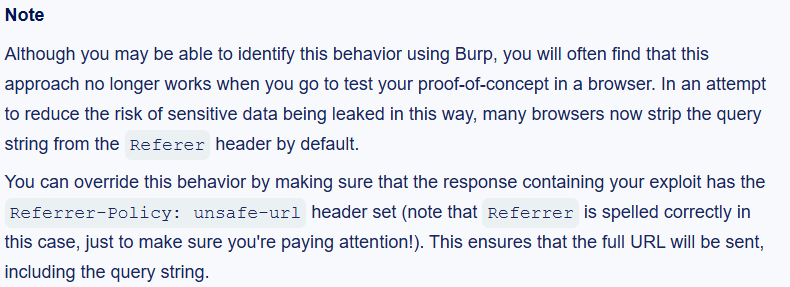 Note
Although you may be able to identify this behavior using Burp, you will often find that this
approach no longer works when you go to test your proof-of-concept in a browser. In an attempt
to reduce the risk of sensitive data being leaked in this way, many browsers now strip the query
string from the Referer header by default.
You can override this behavior by making sure that the response containing your exploit has the
Referrer-Policy: unsafe-url header set (note that Referrer is spelled correctly in
this case, just to make sure you're paying attention!). This ensures that the full URL will be sent,
including the query string.